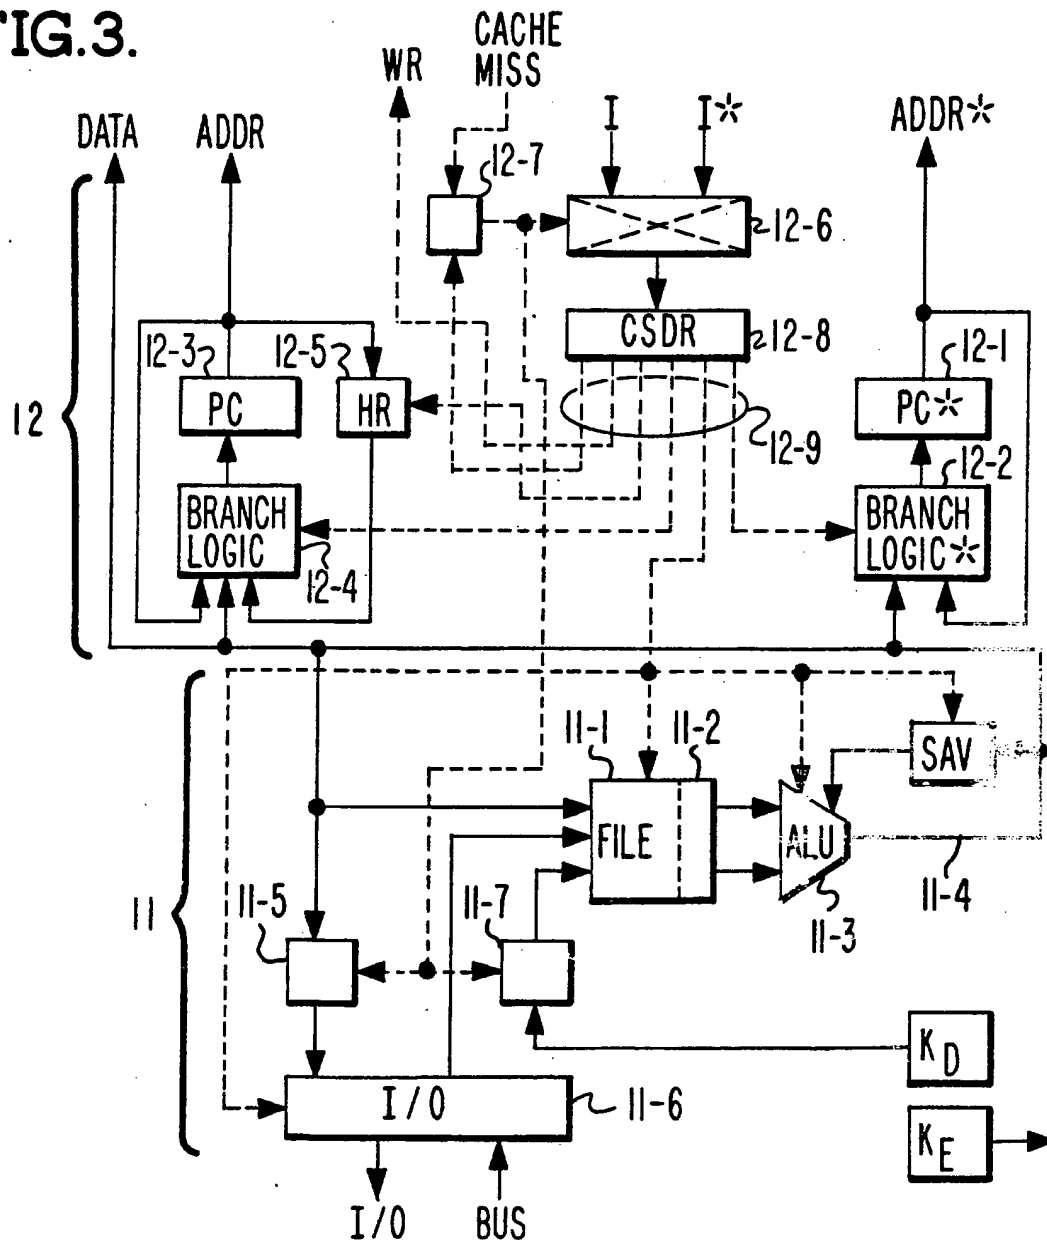 FIG.3.
CACHE
MISS
WR
I
I*
ADDR*
DATA
ADDR
12-7
12-6
CSDR
12-8
12-3
12-5
12-1
PC
HR
PC*
12
12-9
12-2
BRANCH
LOGIC
BRANCH
LOGIC*
12-4
11-1
11-2
SAV
FILE
ALU
11-4
11-3
11
11-5
11-7
KD
I/O
11-6
KE
I/O
BUS